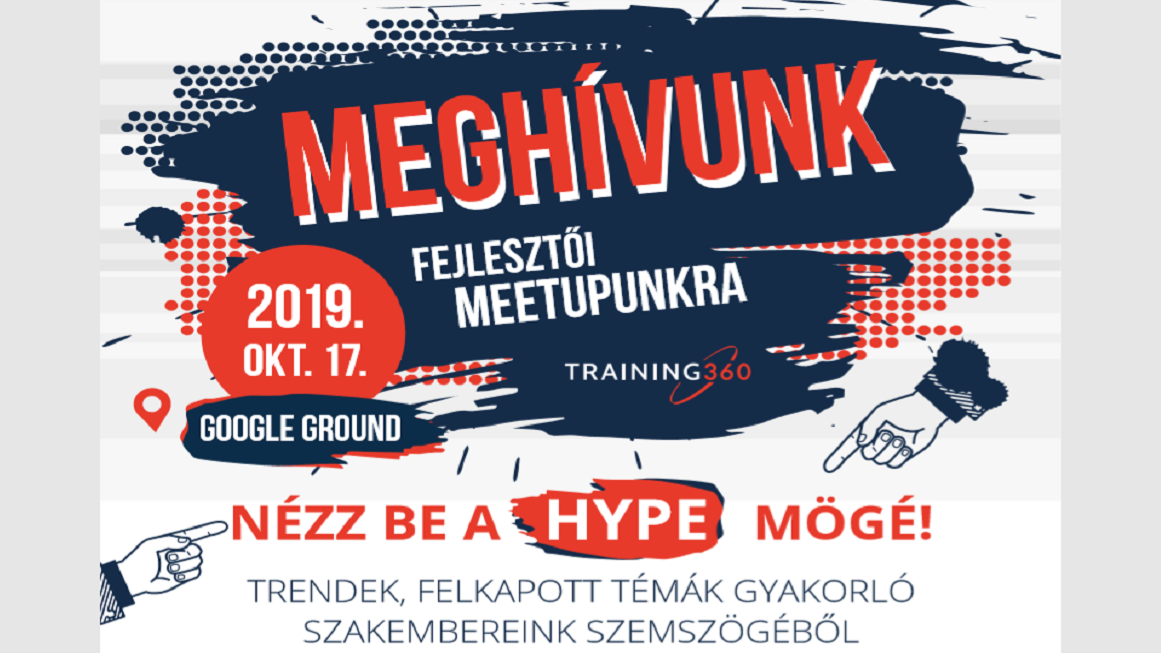 MEGHÍVUNK
FEJLESZTŐI
MEETUPUNKRA
2019.
OKT. 17.
TRAINING360
GOOGLE GROUND
NÉZZ BE A HYPE MÖGÉ!
TRENDEK, FELKAPOTT TÉMÁK GYAKORLÓ
SZAKEMBEREINK SZEMSZÖGÉBŐL